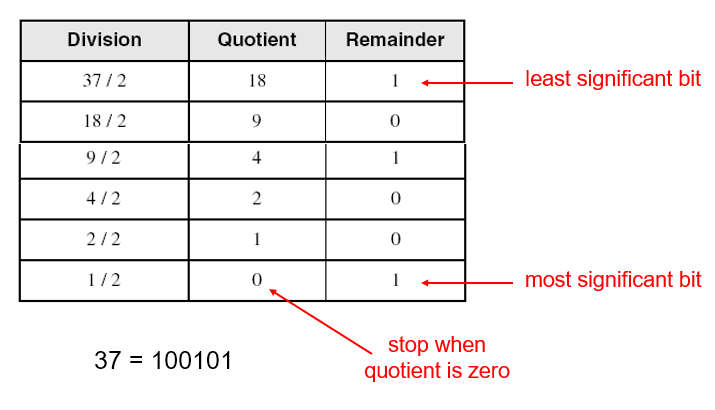 Division Quotient Remainder
37 / 2 18 1 least significant bit
18 / 2 9 0
9 / 2 4 1
4 / 2 2 0
2 / 2 1 0
1 / 2 0 1 most significant bit
stop when
quotient is zero
37 = 100101